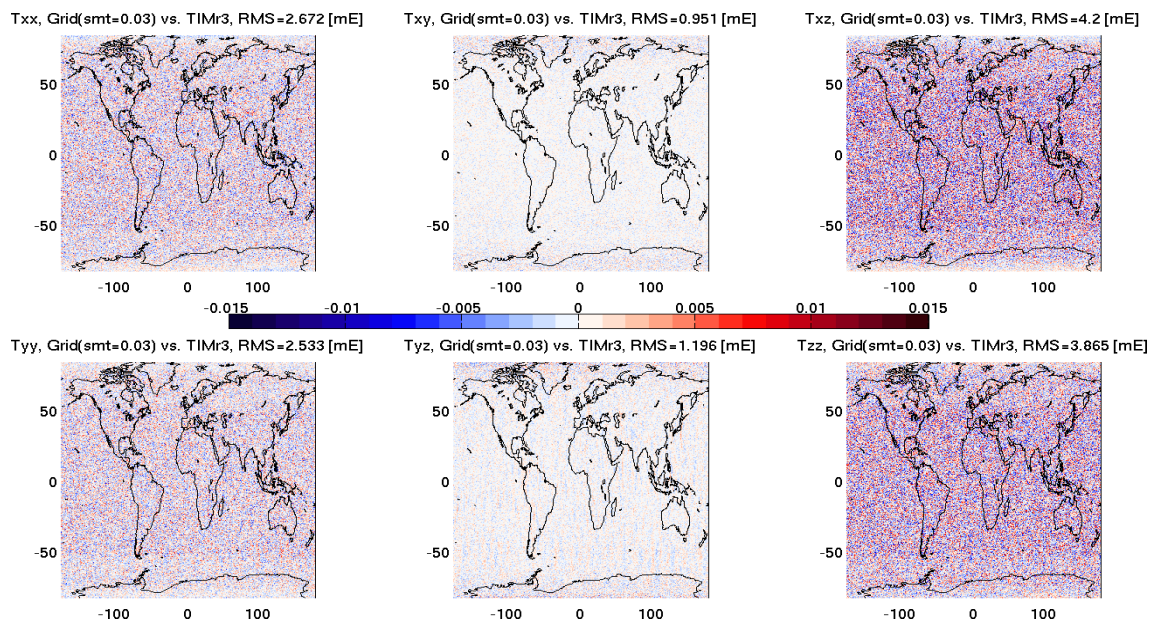 Txx, Grid(smt=0.03) vs. TIMr3, RMS=2.672 [mE]
Txy, Grid(smt=0.03) vs. TIMr3, RMS=0.951 [mE]
Txz, Grid(smt=0.03) vs. TIMr3, RMS=4.2 [mE]
50
0
-50
-100 0 100
50
0
-50
-100 0 100
50
0
-50
-100 0 100
-0.015 -0.01 -0.005 0 0.005 0.01 0.015
Tyy, Grid(smt=0.03) vs. TIMr3, RMS=2.533 [mE]
Tyz, Grid(smt=0.03) vs. TIMr3, RMS=1.196 [mE]
Tzz, Grid(smt=0.03) vs. TIMr3, RMS=3.865 [mE]
50
0
-50
-100 0 100
50
0
-50
-100 0 100
50
0
-50
-100 0 100